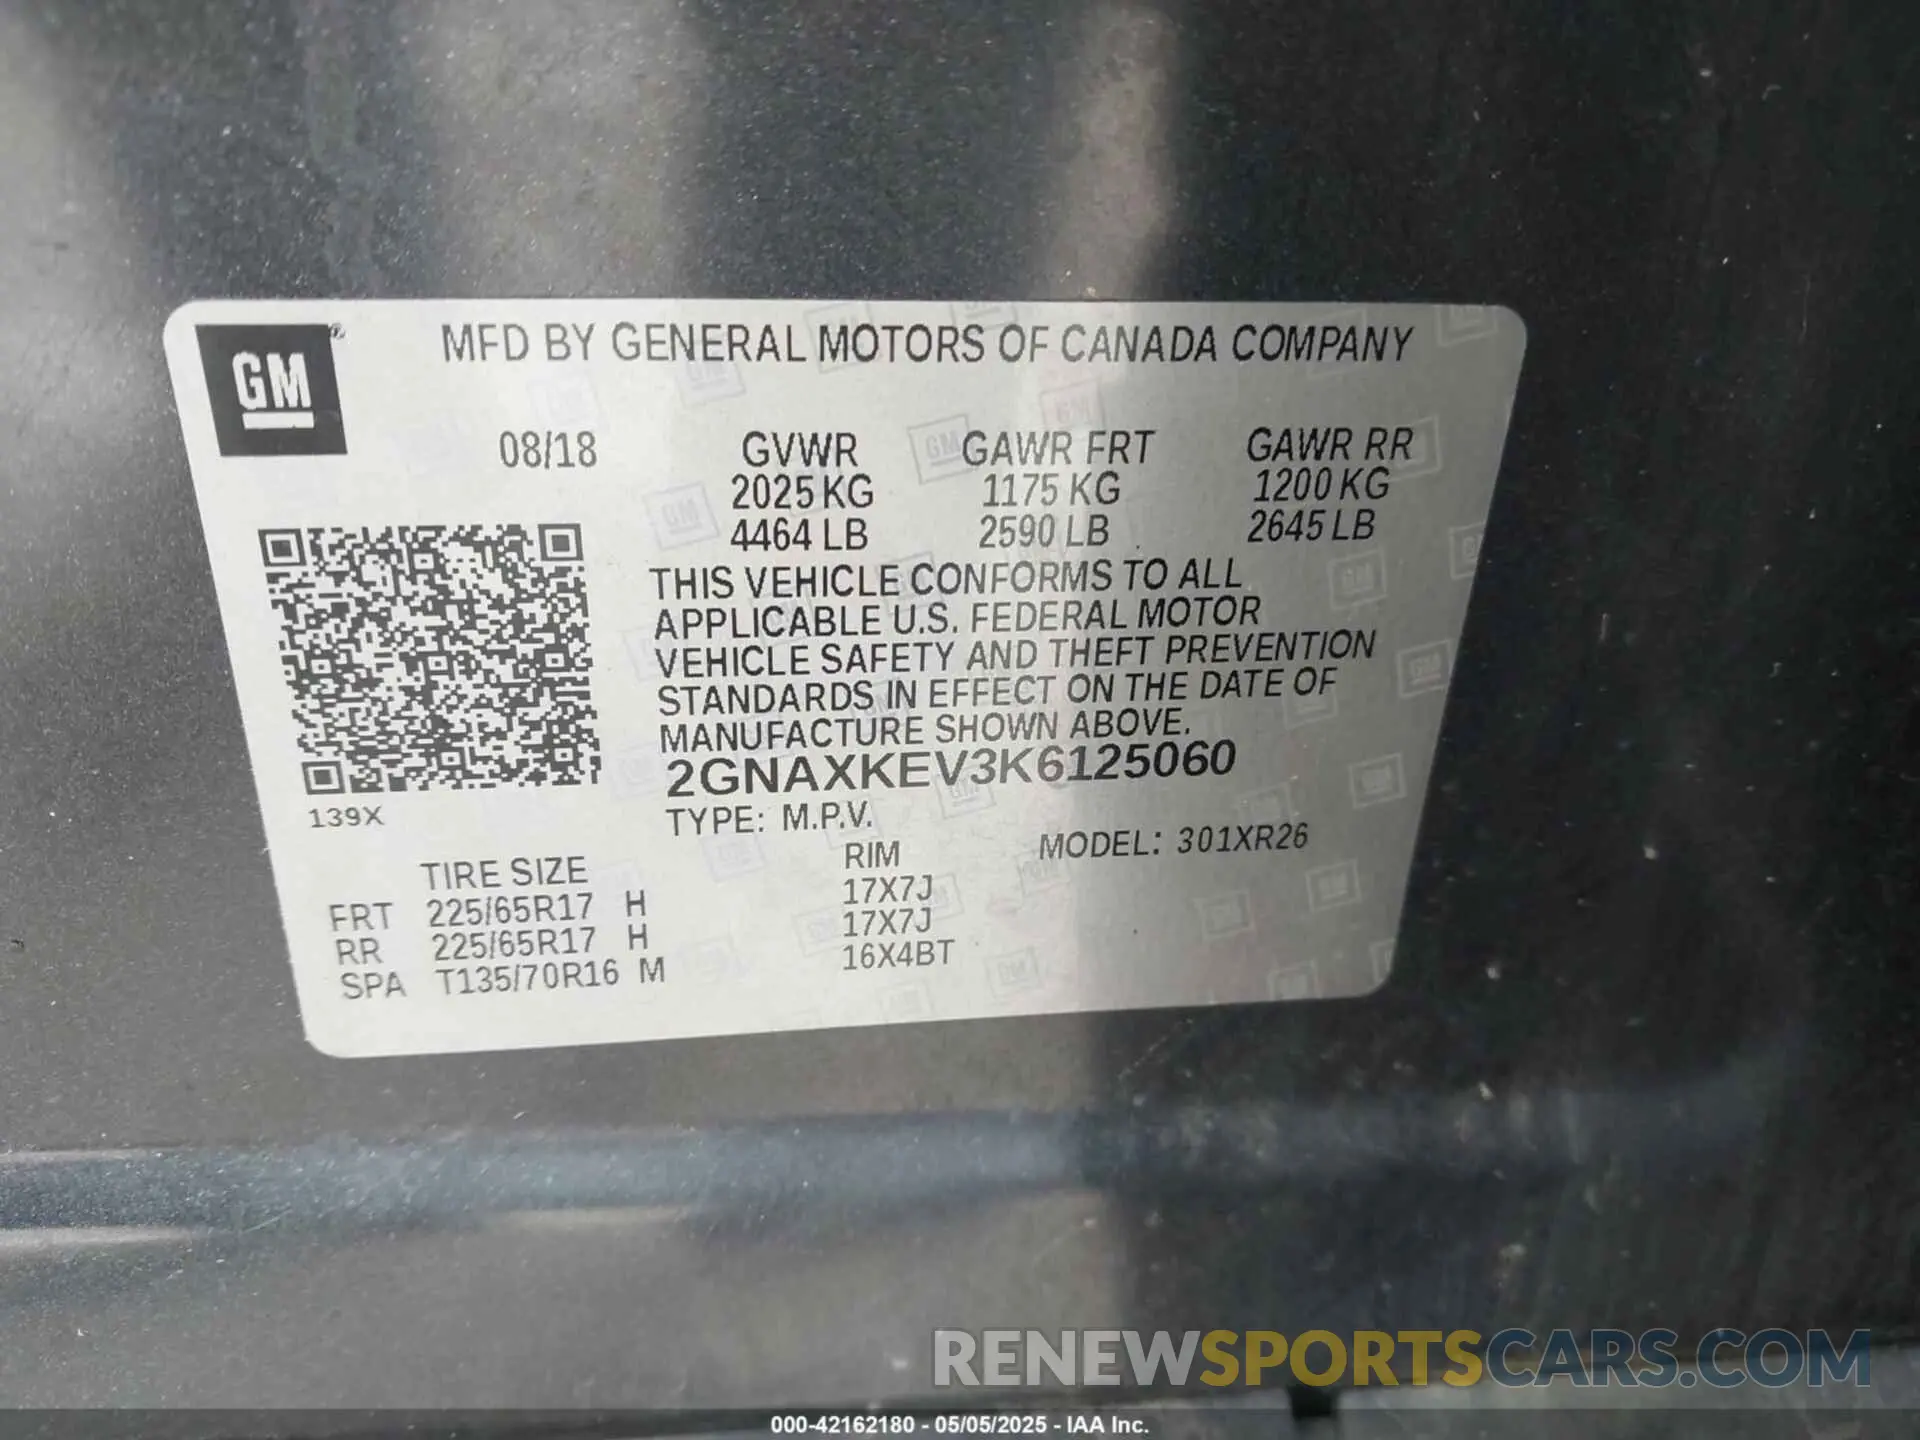 GM®
MFD BY GENERAL MOTORS OF CANADA COMPANY
08/18 GVWR GAWR FRT GAWR RR
2025 KG 1175 KG 1200 KG
4464 LB 2590 LB 2645 LB
THIS VEHICLE CONFORMS TO ALL
APPLICABLE U.S. FEDERAL MOTOR
VEHICLE SAFETY AND THEFT PREVENTION
STANDARDS IN EFFECT ON THE DATE OF
MANUFACTURE SHOWN ABOVE.
2GNAXKEV3K6125060
139X
TYPE: M.P.V.
MODEL: 301XR26
TIRE SIZE RIM
FRT 225/65R17 H 17X7J
RR 225/65R17 H 17X7J
SPA T135/70R16 M 16X4BT
RENEWSPORTSCARS.COM
000-42162180 - 05/05/2025 - IAA Inc.